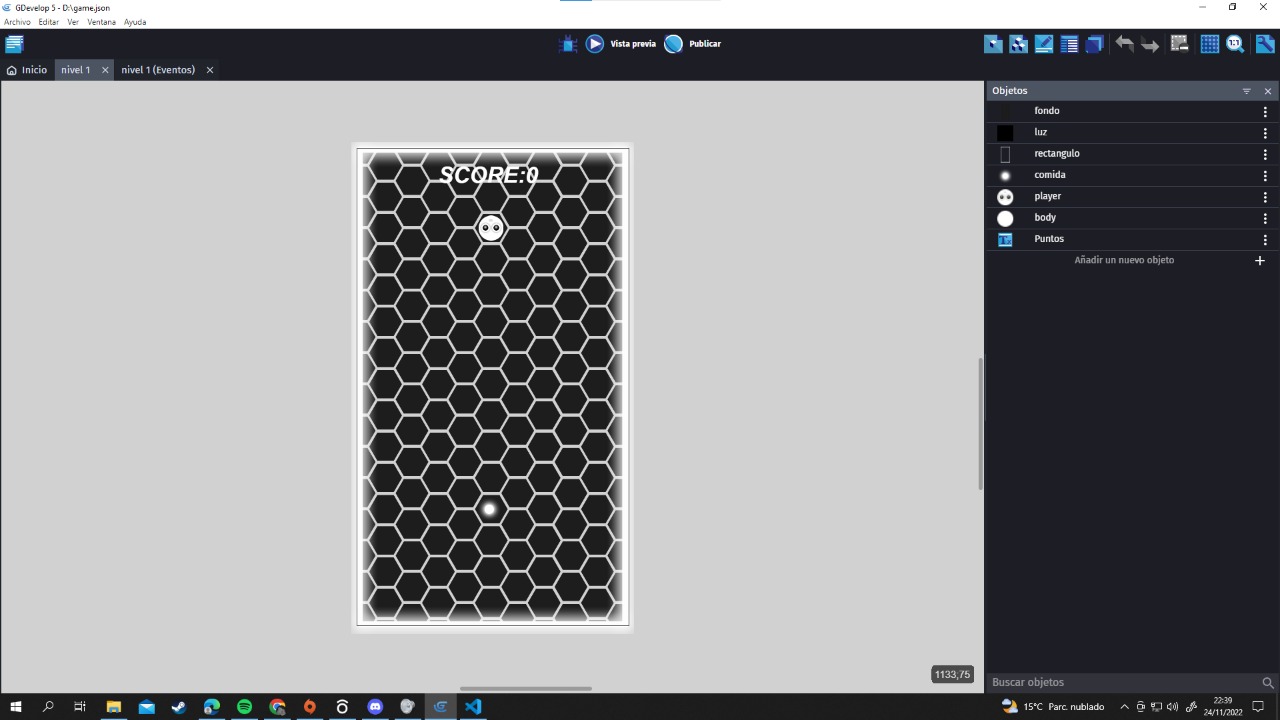 GDevelop 5 - D:\game.json
Archivo Editar Ver Ventana Ayuda
Vista previa Publicar
1:1
Inicio nivel 1 nivel 1 (Eventos)
Objetos
fondo
luz
rectangulo
comida
player
body
Puntos
Añadir un nuevo objeto
SCORE:0
1133,75
Buscar objetos
15°C Parc. nublado
22:39
24/11/2022